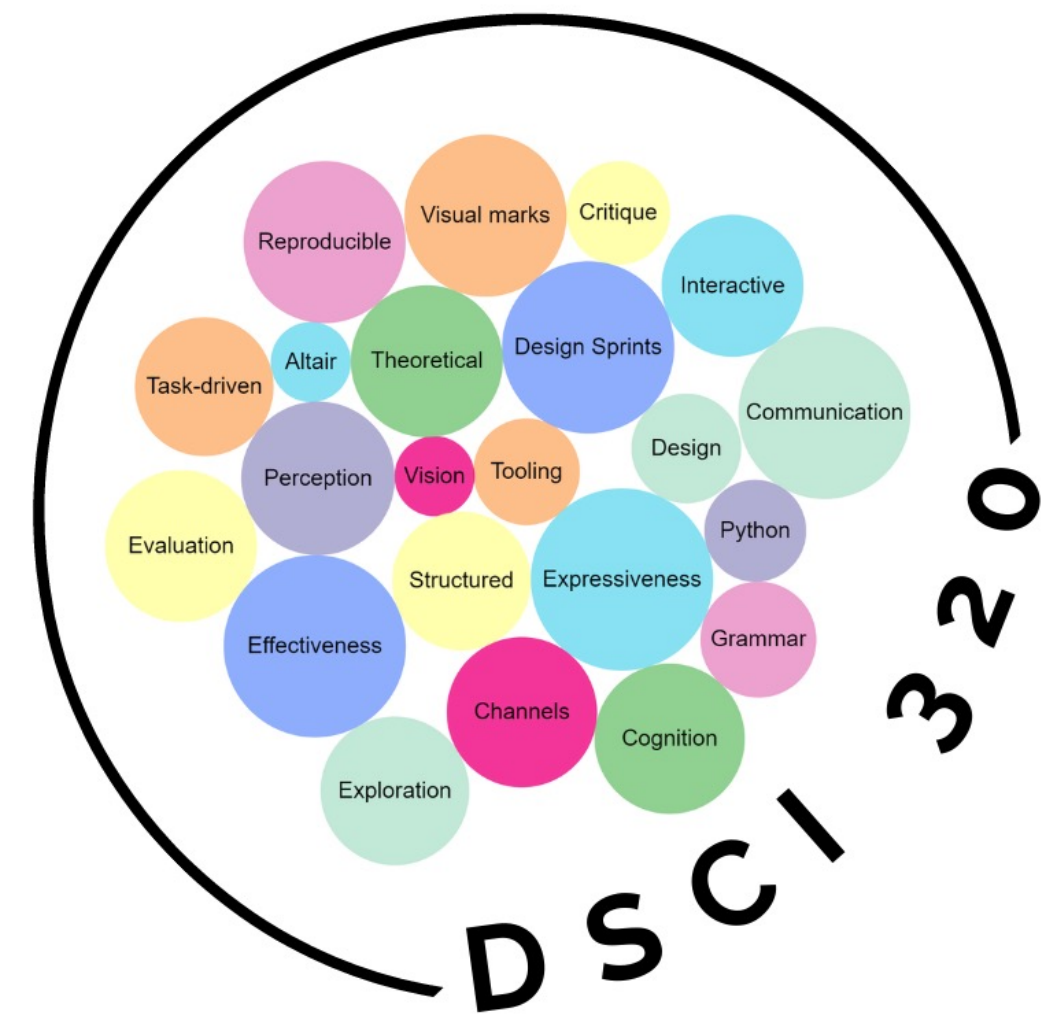 Visual marks
Critique
Reproducible
Interactive
Design Sprints
Altair
Theoretical
Task-driven
Communication
Design
Tooling
Vision
Perception
Python
Evaluation
Structured
Expressiveness
Grammar
Effectiveness
Channels
Cognition
Exploration
DSCI 320